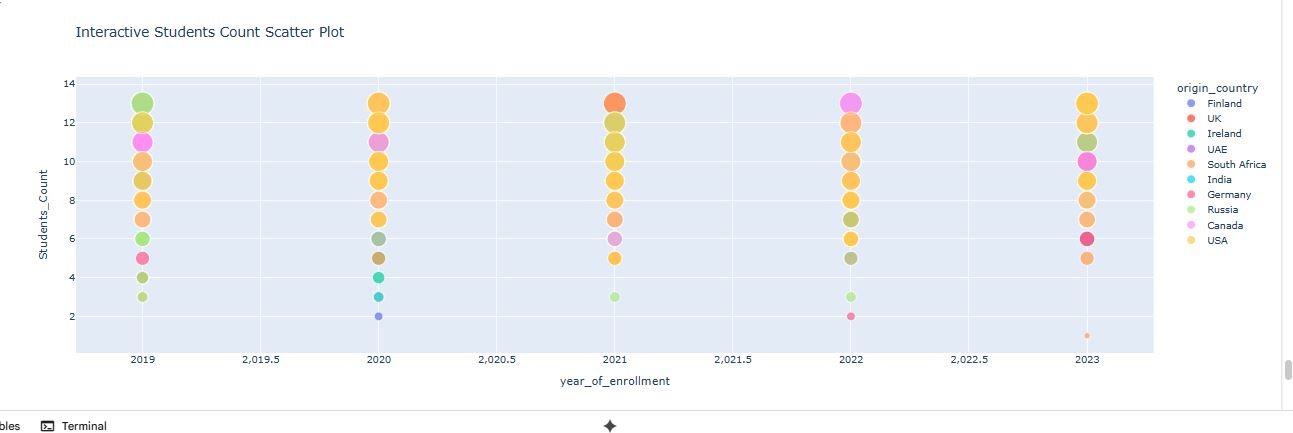 Interactive Students Count Scatter Plot
14
12
10
8
6
4
2
Students_Count
2019
2,019.5
2020
2,020.5
2021
2,021.5
2022
2,022.5
2023
year_of_enrollment
origin_country
Finland
UK
Ireland
UAE
South Africa
India
Germany
Russia
Canada
USA
bles
Terminal